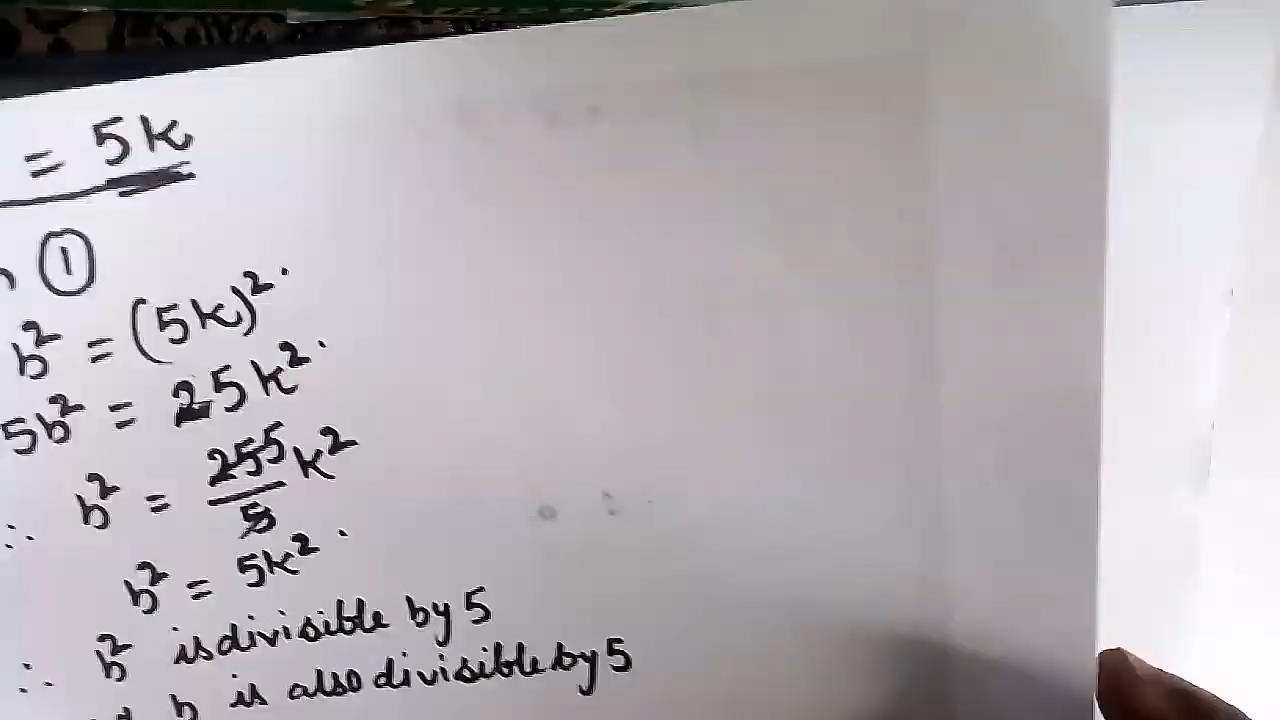 = 5k
①
b² = (5k)².
5b² = 25k².
∴ b² = 255/5 k²
b² = 5k².
∴ b² is divisible by 5
b is also divisible by 5